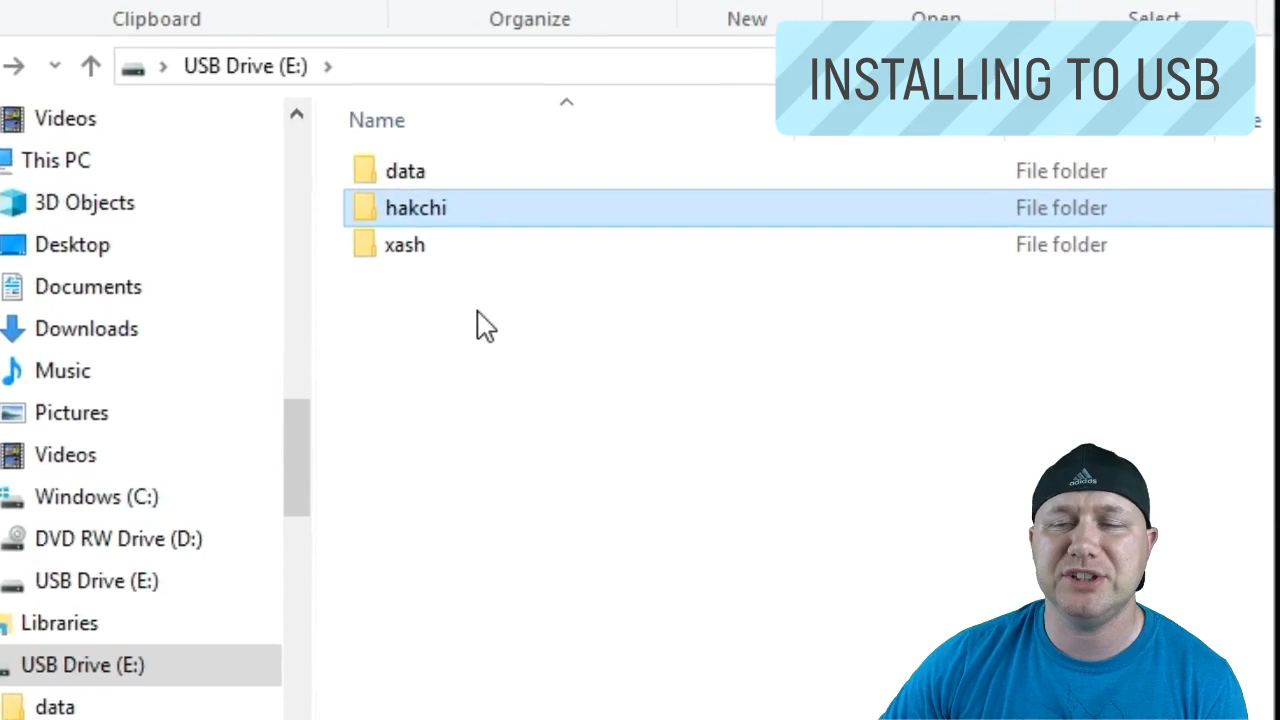 Clipboard
Organize
New
Open
Select
INSTALLING TO USB
USB Drive (E:)
Name
data File folder
hakchi File folder
xash File folder
Videos
This PC
3D Objects
Desktop
Documents
Downloads
Music
Pictures
Videos
Windows (C:)
DVD RW Drive (D:)
USB Drive (E:)
Libraries
USB Drive (E:)
data
adidas